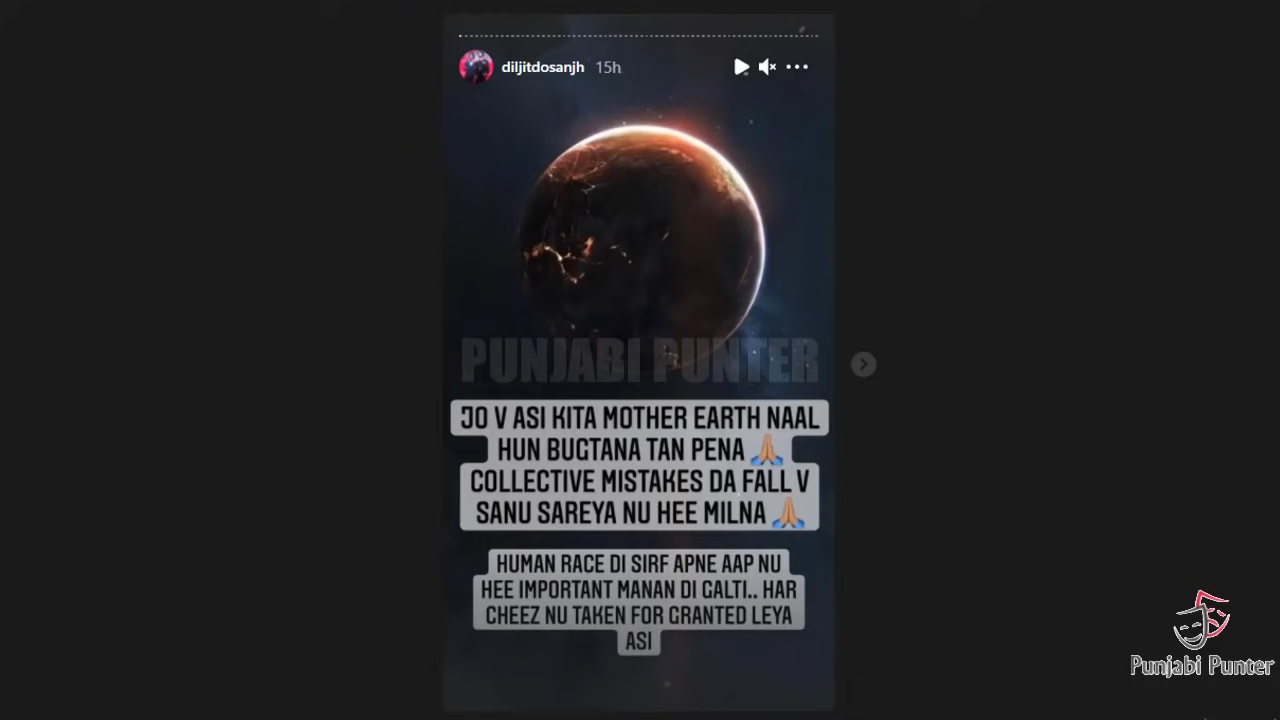 diljitdosanjh 15h
PUNJABI PUNTER
JO V ASI KITA MOTHER EARTH NAAL
HUN BUGTANA TAN PENA 🙏🏽
COLLECTIVE MISTAKES DA FALL V
SANU SAREYA NU HEE MILNA 🙏🏽
HUMAN RACE DI SIRF APNE AAP NU
HEE IMPORTANT MANAN DI GALTI.. HAR
CHEEZ NU TAKEN FOR GRANTED LEYA
ASI
Punjabi Punter